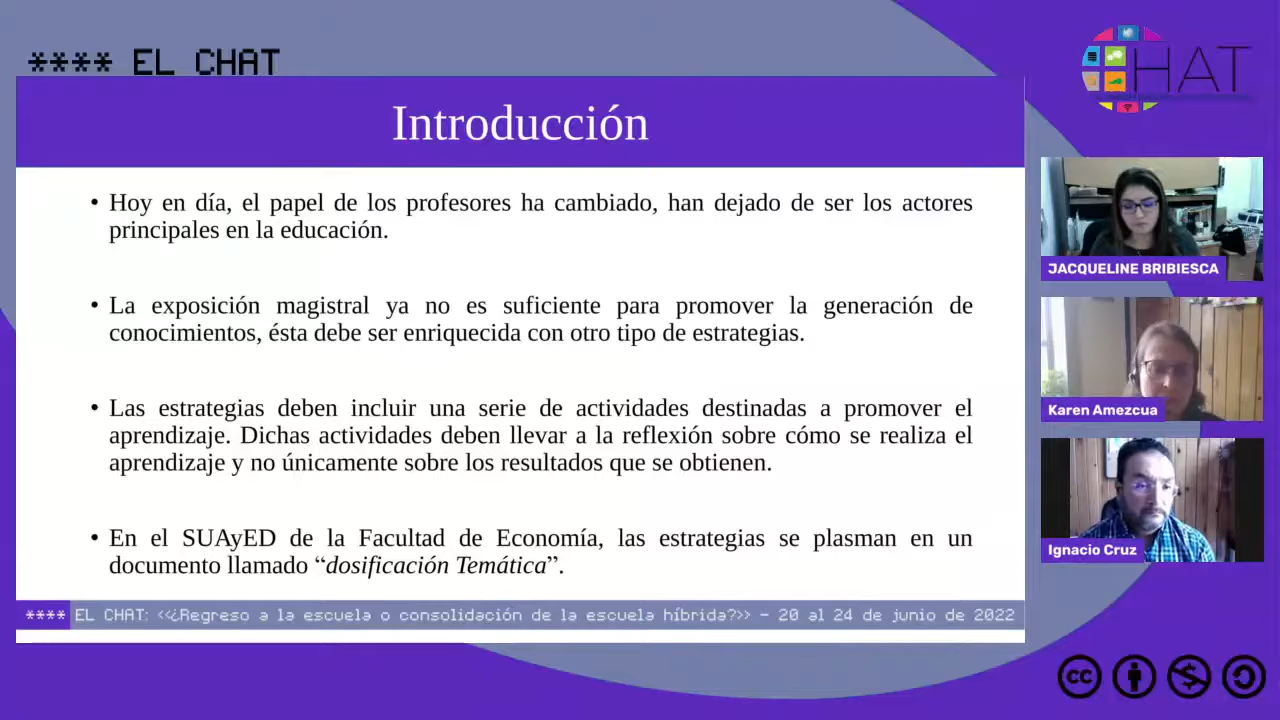 **** EL CHAT
HAT
Introducción
• Hoy en día, el papel de los profesores ha cambiado, han dejado de ser los actores
principales en la educación.
• La exposición magistral ya no es suficiente para promover la generación de
conocimientos, ésta debe ser enriquecida con otro tipo de estrategias.
• Las estrategias deben incluir una serie de actividades destinadas a promover el
aprendizaje. Dichas actividades deben llevar a la reflexión sobre cómo se realiza el
aprendizaje y no únicamente sobre los resultados que se obtienen.
• En el SUAyED de la Facultad de Economía, las estrategias se plasman en un
documento llamado “dosificación Temática”.
**** EL CHAT: <<¿Regreso a la escuela o consolidación de la escuela híbrida?>> – 20 al 24 de junio de 2022
JACQUELINE BRIBIESCA
Karen Amezcua
Ignacio Cruz
cc